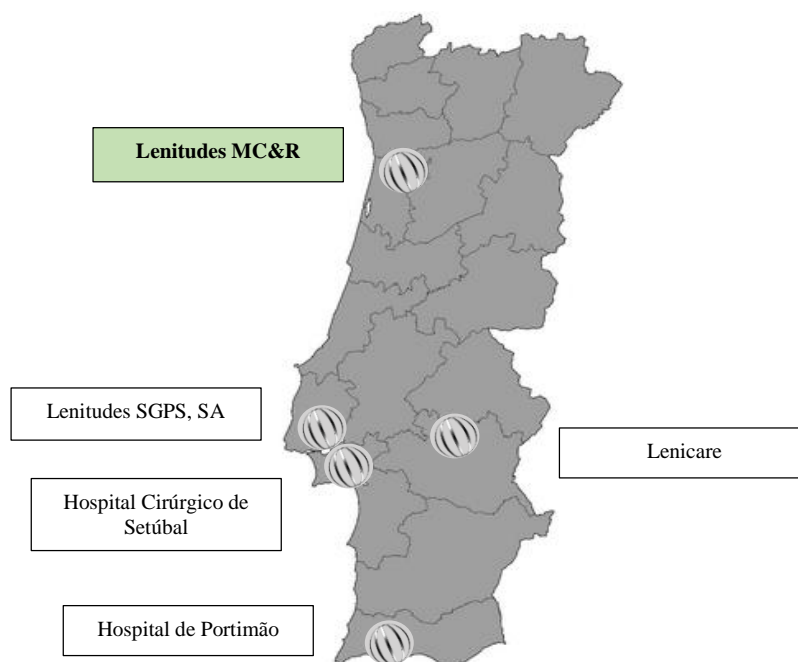 Lenitudes MC&R
Lenitudes SGPS, SA
Lenicare
Hospital Cirúrgico de
Setúbal
Hospital de Portimão